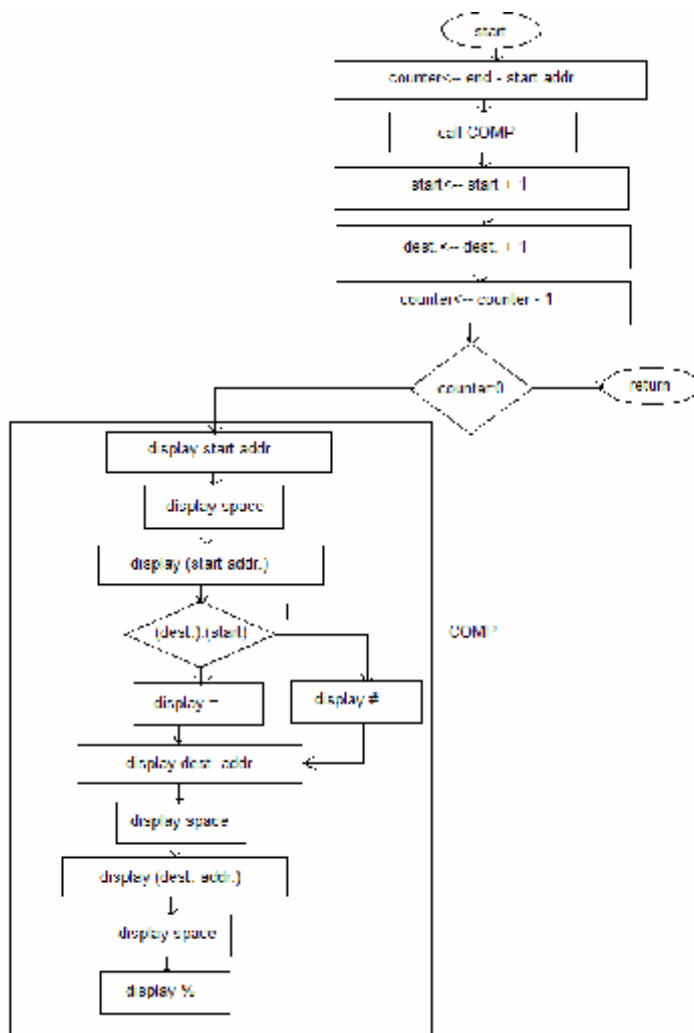 start
counter<-- end - start addr
call COMP
start<-- start + 1
dest.<-- dest. + 1
counter<-- counter - 1
counter=0
return
display start addr
display space
display (start addr.)
(dest.):(start)
COMP
display =
display #
display dest. addr
display space
display (dest. addr.)
display space
display %